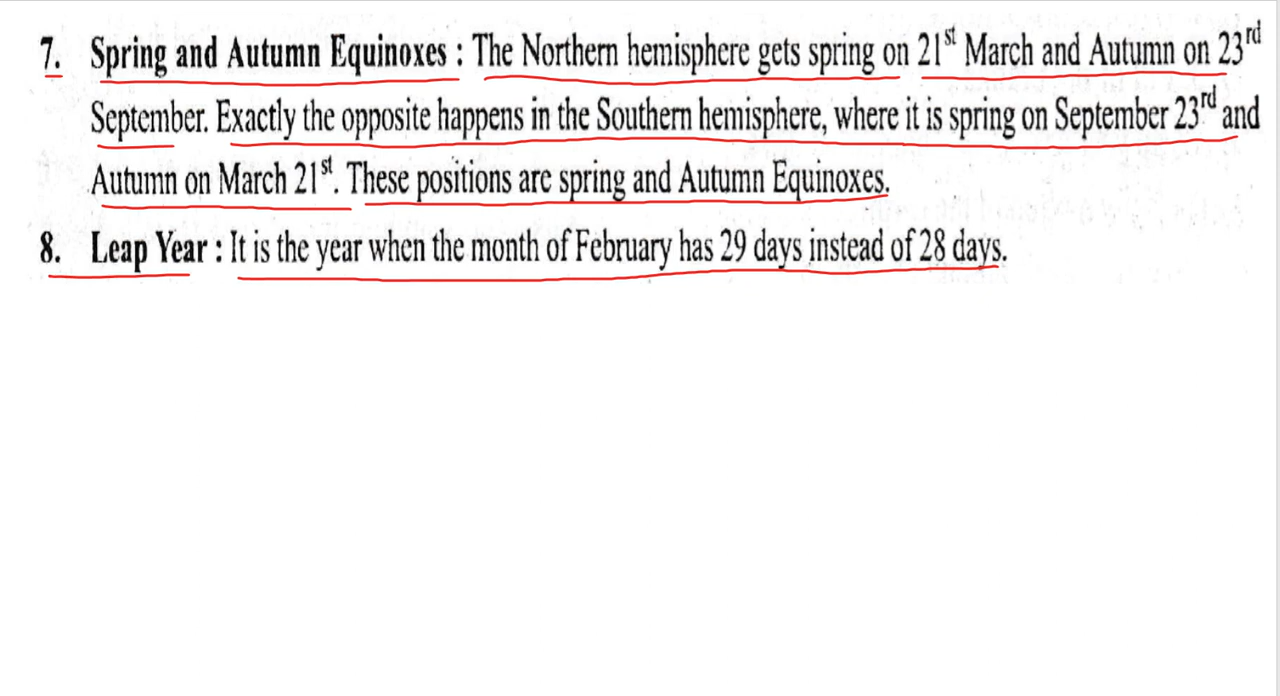 7. Spring and Autumn Equinoxes : The Northern hemisphere gets spring on 21st March and Autumn on 23rd
September. Exactly the opposite happens in the Southern hemisphere, where it is spring on September 23rd and
Autumn on March 21st. These positions are spring and Autumn Equinoxes.
8. Leap Year : It is the year when the month of February has 29 days instead of 28 days.